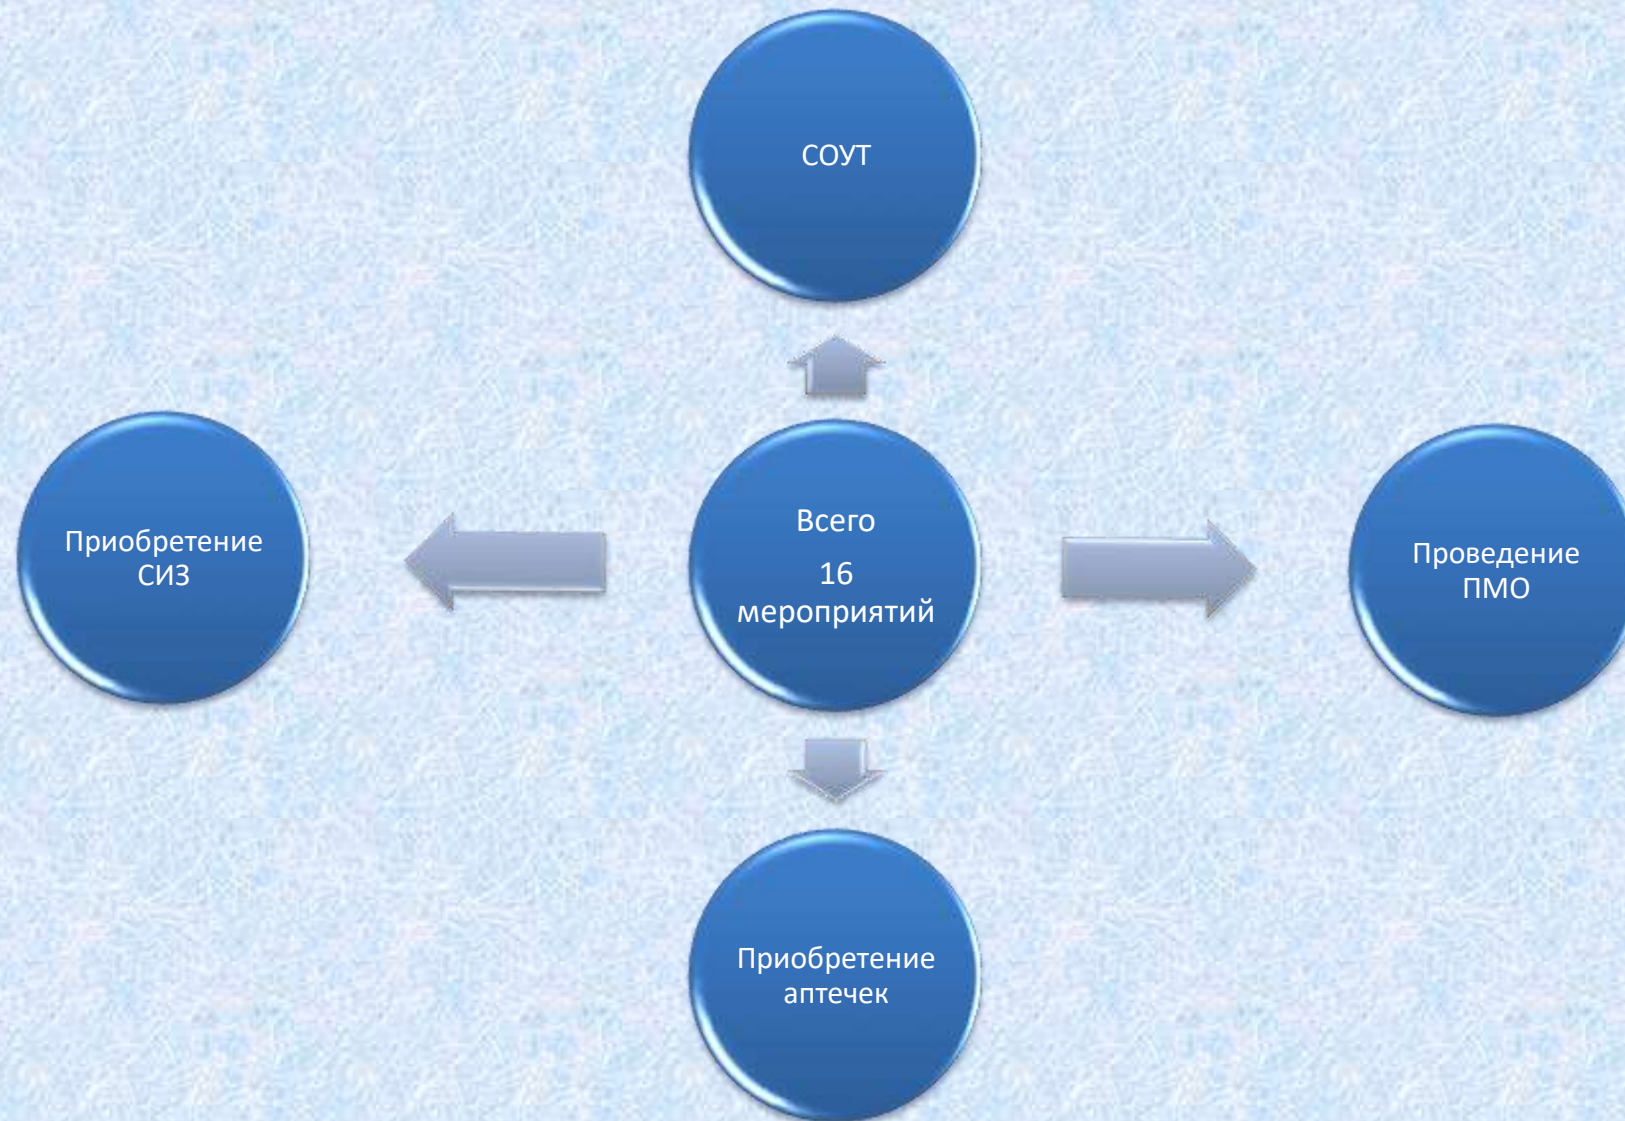 СОУТ
Приобретение
СИЗ
Всего
16
мероприятий
Проведение
ПМО
Приобретение
аптечек